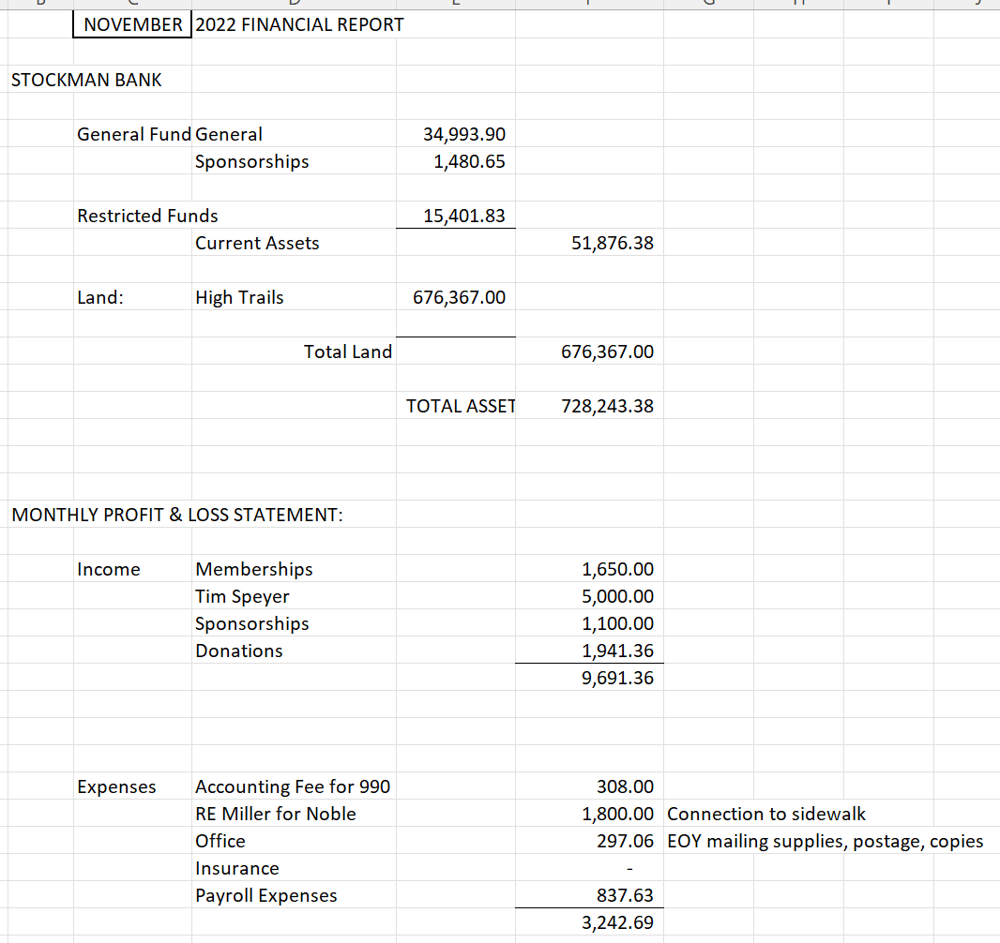 NOVEMBER 2022 FINANCIAL REPORT
STOCKMAN BANK
General Fund General 34,993.90
Sponsorships 1,480.65
Restricted Funds 15,401.83
Current Assets 51,876.38
Land: High Trails 676,367.00
Total Land 676,367.00
TOTAL ASSET 728,243.38
MONTHLY PROFIT & LOSS STATEMENT:
Income Memberships 1,650.00
Tim Speyer 5,000.00
Sponsorships 1,100.00
Donations 1,941.36
9,691.36
Expenses Accounting Fee for 990 308.00
RE Miller for Noble 1,800.00 Connection to sidewalk
Office 297.06 EOY mailing supplies, postage, copies
Insurance -
Payroll Expenses 837.63
3,242.69